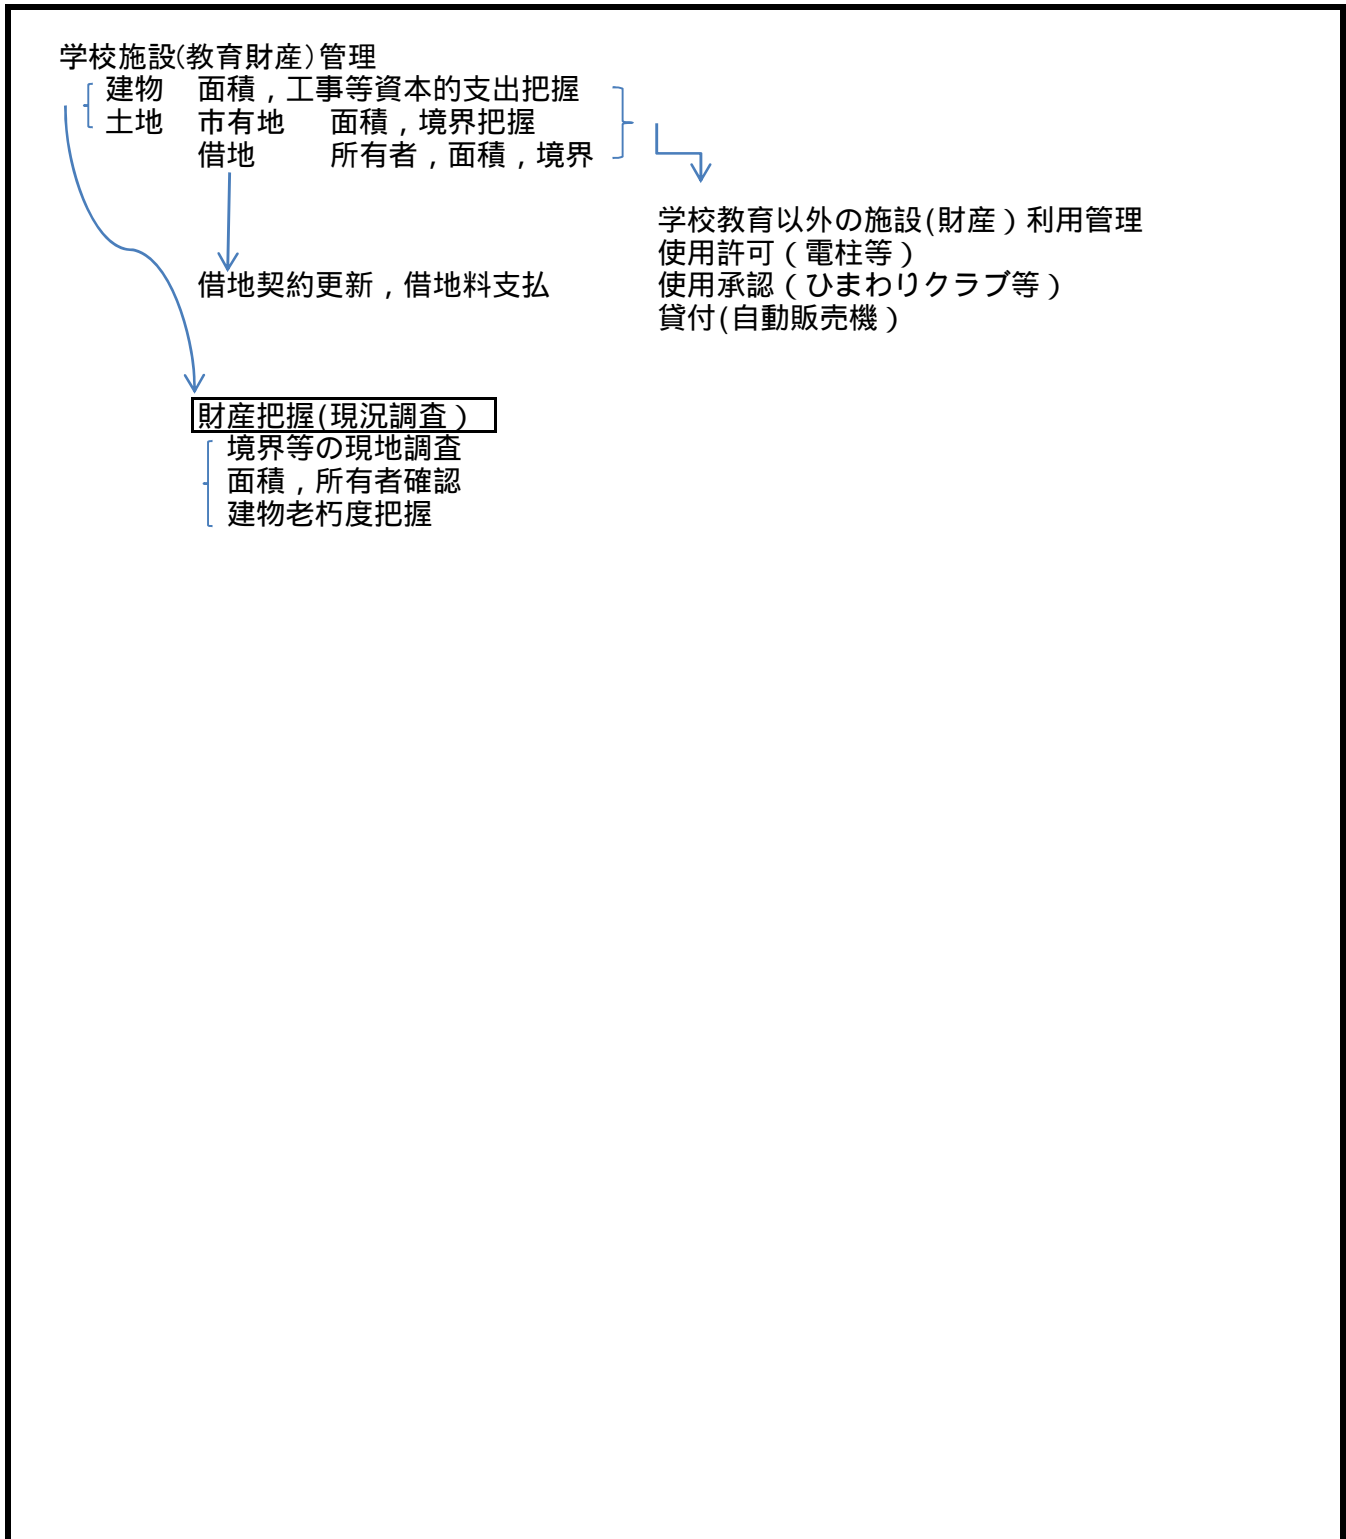 学校施設(教育財産)管理
建物 面積,工事等資本的支出把握
土地 市有地 面積,境界把握
借地 所有者,面積,境界
学校教育以外の施設(財産)利用管理
使用許可(電柱等)
借地契約更新,借地料支払 使用承認(ひまわりクラブ等)
貸付(自動販売機)
財産把握(現況調査)
境界等の現地調査
面積,所有者確認
建物老朽度把握